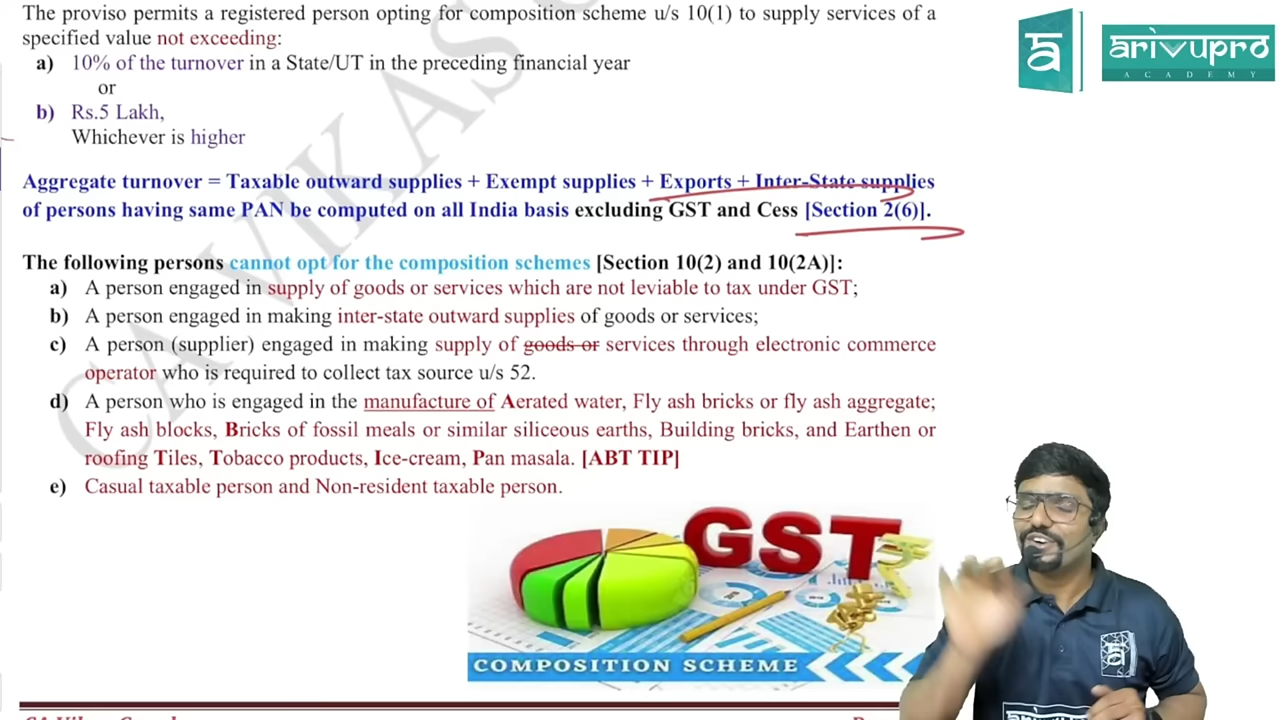 The proviso permits a registered person opting for composition scheme u/s 10(1) to supply services of a
specified value not exceeding:
a) 10% of the turnover in a State/UT in the preceding financial year
or
b) Rs.5 Lakh,
Whichever is higher
Aggregate turnover = Taxable outward supplies + Exempt supplies + Exports + Inter-State supplies
of persons having same PAN be computed on all India basis excluding GST and Cess [Section 2(6)].
The following persons cannot opt for the composition schemes [Section 10(2) and 10(2A)]:
a) A person engaged in supply of goods or services which are not leviable to tax under GST;
b) A person engaged in making inter-state outward supplies of goods or services;
c) A person (supplier) engaged in making supply of goods or services through electronic commerce
operator who is required to collect tax source u/s 52.
d) A person who is engaged in the manufacture of Aerated water, Fly ash bricks or fly ash aggregate;
Fly ash blocks, Bricks of fossil meals or similar siliceous earths, Building bricks, and Earthen or
roofing Tiles, Tobacco products, Ice-cream, Pan masala. [ABT TIP]
e) Casual taxable person and Non-resident taxable person.
GST
COMPOSITION SCHEME
CA VIKAS
arivupro
ACADEMY
arivupro